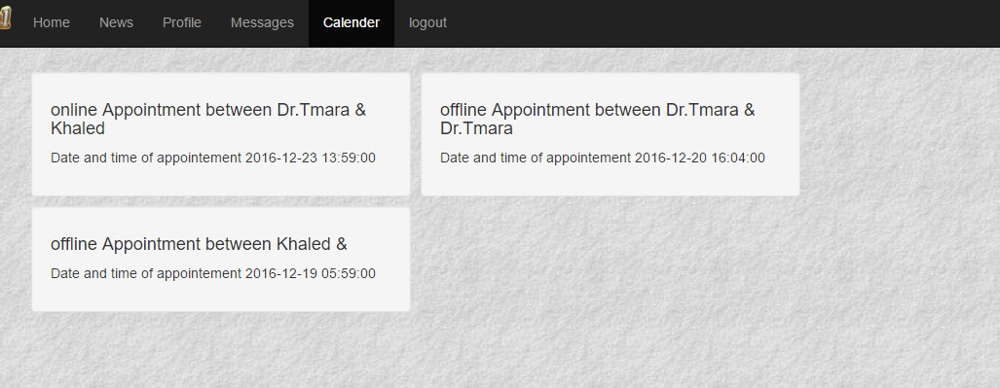 Home News Profile Messages Calender logout
online Appointment between Dr.Tmara &
Khaled
Date and time of appointement 2016-12-23 13:59:00
offline Appointment between Dr.Tmara &
Dr.Tmara
Date and time of appointement 2016-12-20 16:04:00
offline Appointment between Khaled &
Date and time of appointement 2016-12-19 05:59:00